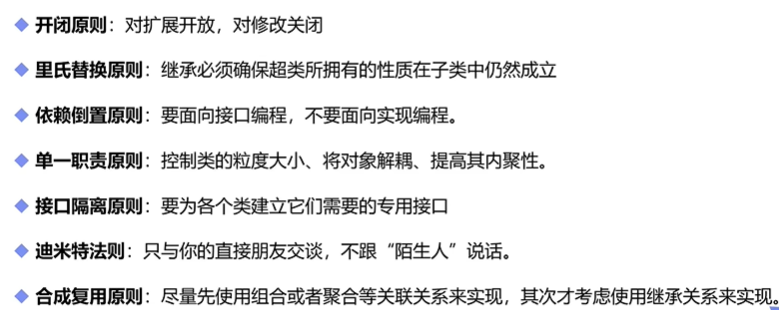 开闭原则：对扩展开放，对修改关闭
里氏替换原则：继承必须确保超类所拥有的性质在子类中仍然成立
依赖倒置原则：要面向接口编程，不要面向实现编程。
单一职责原则：控制类的粒度大小、将对象解耦、提高其内聚性。
接口隔离原则：要为各个类建立它们需要的专用接口
迪米特法则：只与你的直接朋友交谈，不跟“陌生人”说话。
合成复用原则：尽量先使用组合或者聚合等关联关系来实现，其次才考虑使用继承关系来实现。